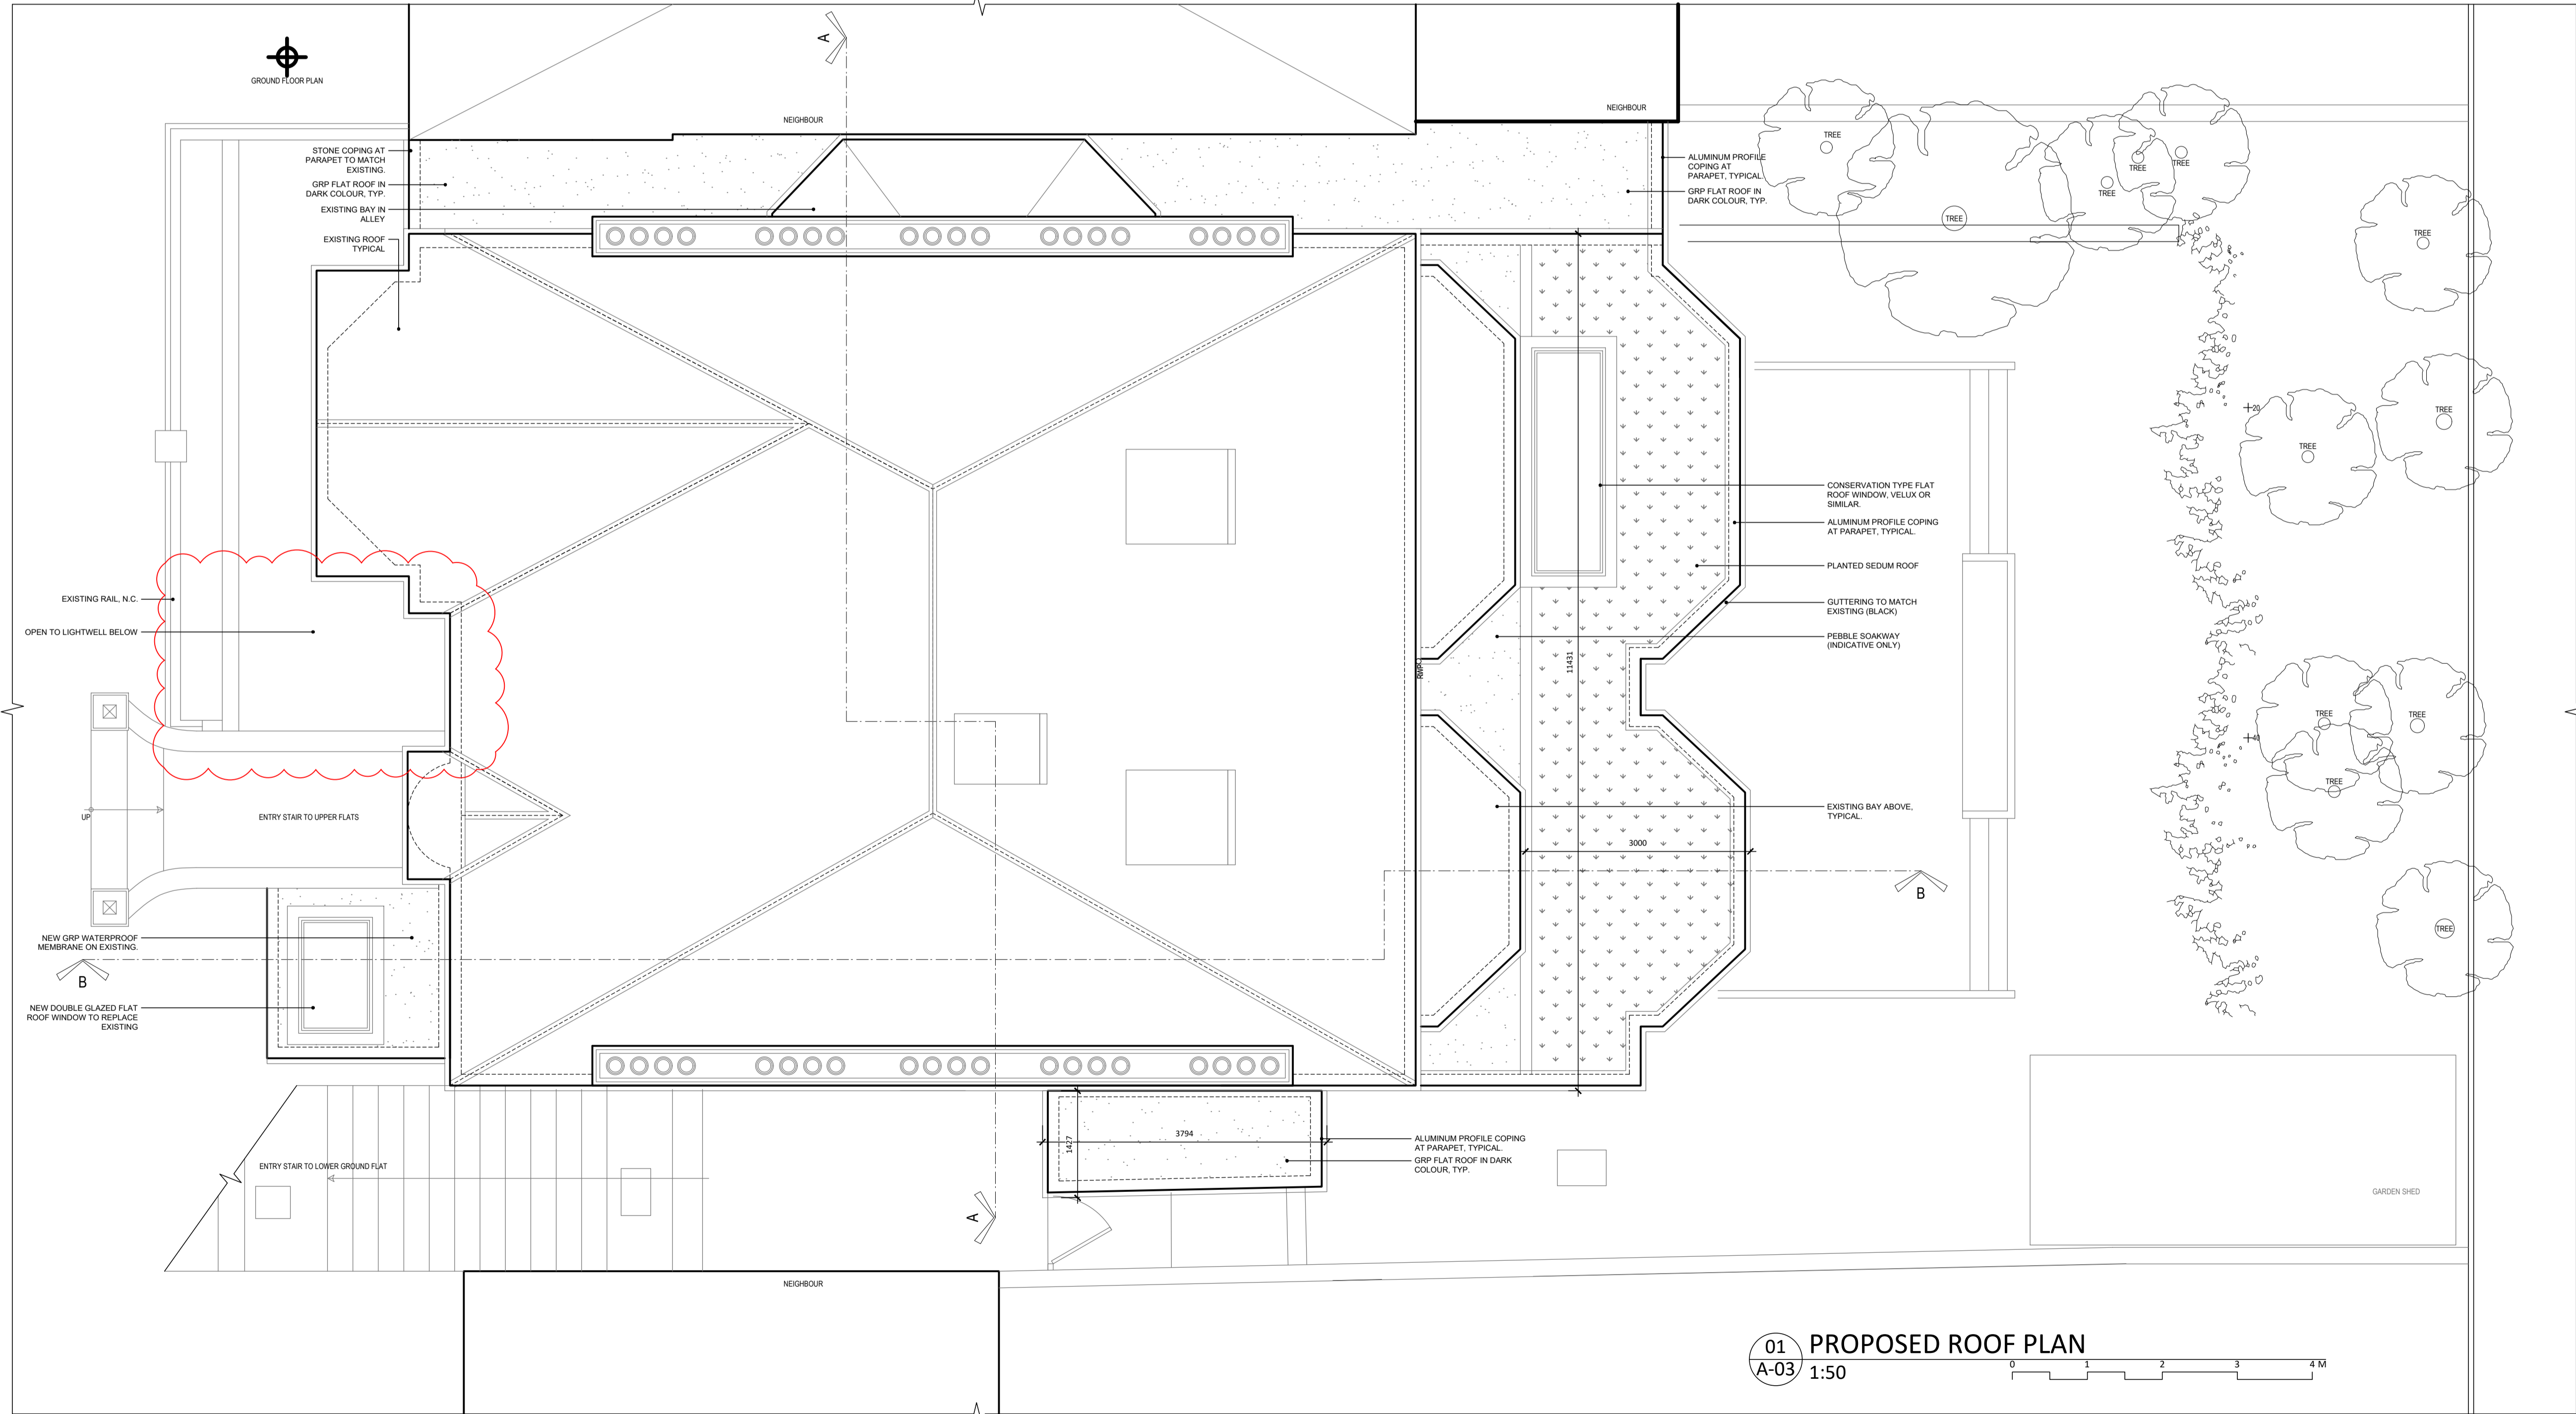 A
GROUND FLOOR PLAN
NEIGHBOUR
NEIGHBOUR
STONE COPING AT
PARAPET TO MATCH
EXISTING.
GRP FLAT ROOF IN
DARK COLOUR, TYP.
EXISTING BAY IN
ALLEY
EXISTING ROOF
TYPICAL
ALUMINUM PROFILE
COPING AT
PARAPET, TYPICAL.
GRP FLAT ROOF IN
DARK COLOUR, TYP.
TREE
TREE
TREE
TREE
TREE
TREE
TREE
TREE
20
CONSERVATION TYPE FLAT
ROOF WINDOW, VELUX OR
SIMILAR.
ALUMINUM PROFILE COPING
AT PARAPET, TYPICAL.
PLANTED SEDUM ROOF
GUTTERING TO MATCH
EXISTING (BLACK)
PEBBLE SOAKWAY
(INDICATIVE ONLY)
EXISTING RAIL, N.C.
OPEN TO LIGHTWELL BELOW
RWP
11431
TREE
TREE
40
TREE
UP
ENTRY STAIR TO UPPER FLATS
EXISTING BAY ABOVE,
TYPICAL.
3000
B
TREE
NEW GRP WATERPROOF
MEMBRANE ON EXISTING.
B
NEW DOUBLE GLAZED FLAT
ROOF WINDOW TO REPLACE
EXISTING
1427
3794
ALUMINUM PROFILE COPING
AT PARAPET, TYPICAL.
GRP FLAT ROOF IN DARK
COLOUR, TYP.
ENTRY STAIR TO LOWER GROUND FLAT
A
GARDEN SHED
NEIGHBOUR
01
A-03
PROPOSED ROOF PLAN
1:50
0 1 2 3 4 M